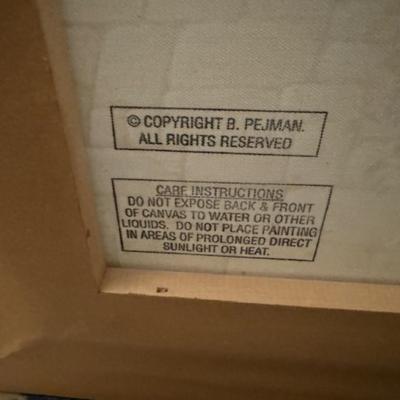 © COPYRIGHT B. PEJMAN.
ALL RIGHTS RESERVED
CARE INSTRUCTIONS
DO NOT EXPOSE BACK & FRONT
OF CANVAS TO WATER OR OTHER
LIQUIDS. DO NOT PLACE PAINTING
IN AREAS OF PROLONGED DIRECT
SUNLIGHT OR HEAT.